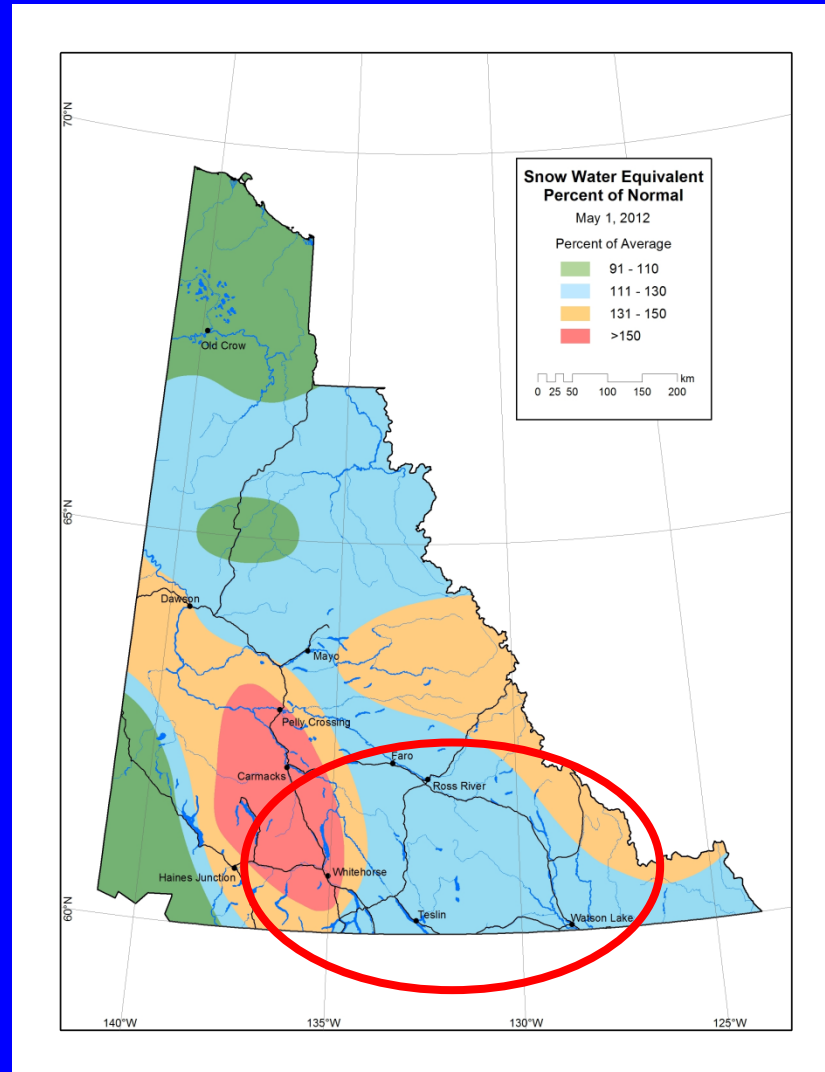 70°N
Snow Water Equivalent
Percent of Normal
May 1, 2012
Percent of Average
91 - 110
111 - 130
131 - 150
>150
km
0 25 50 100 150 200
Old Crow
65°N
Dawson
Mayo
Pelly Crossing
Faro
Carmacks
Ross River
Haines Junction
Whitehorse
Teslin
Watson Lake
60°N
140°W 135°W 130°W 125°W